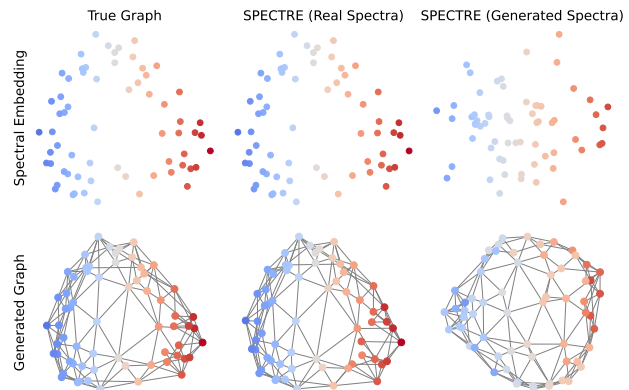 True Graph
SPECTRE (Real Spectra)
SPECTRE (Generated Spectra)
Spectral Embedding
Generated Graph